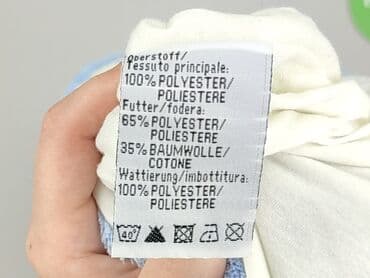 Oberstoff/
Tessuto principale:
100% POLYESTER/
POLIESTERE
Futter/fodera:
65% POLYESTER/
POLIESTERE
35% BAUMWOLLE/
COTONE
Wattierung/imbottitura:
100% POLYESTER/
POLIESTERE
40°